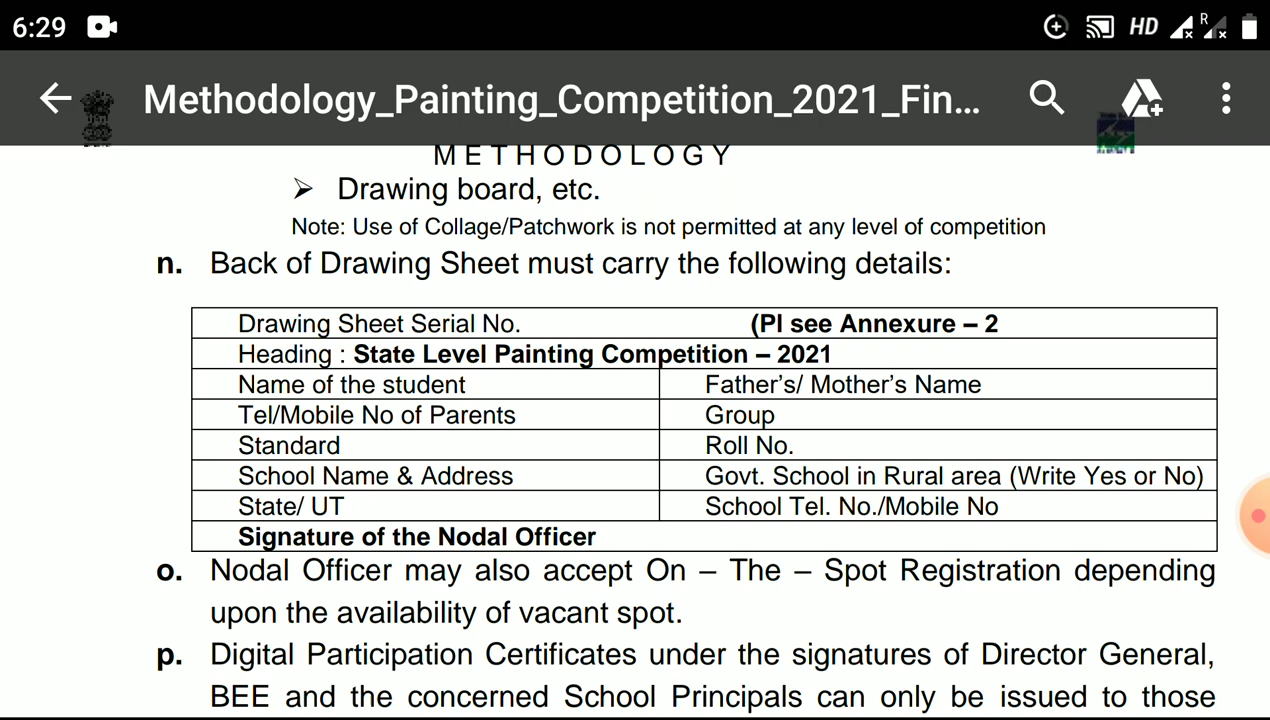 6:29 HD R
Methodology_Painting_Competition_2021_Fin...
METHODOLOGY
➢ Drawing board, etc.
Note: Use of Collage/Patchwork is not permitted at any level of competition
n. Back of Drawing Sheet must carry the following details:
Drawing Sheet Serial No. (Pl see Annexure – 2
Heading : State Level Painting Competition – 2021
Name of the student Father's/ Mother's Name
Tel/Mobile No of Parents Group
Standard Roll No.
School Name & Address Govt. School in Rural area (Write Yes or No)
State/ UT School Tel. No./Mobile No
Signature of the Nodal Officer
o. Nodal Officer may also accept On – The – Spot Registration depending
upon the availability of vacant spot.
p. Digital Participation Certificates under the signatures of Director General,
BEE and the concerned School Principals can only be issued to those